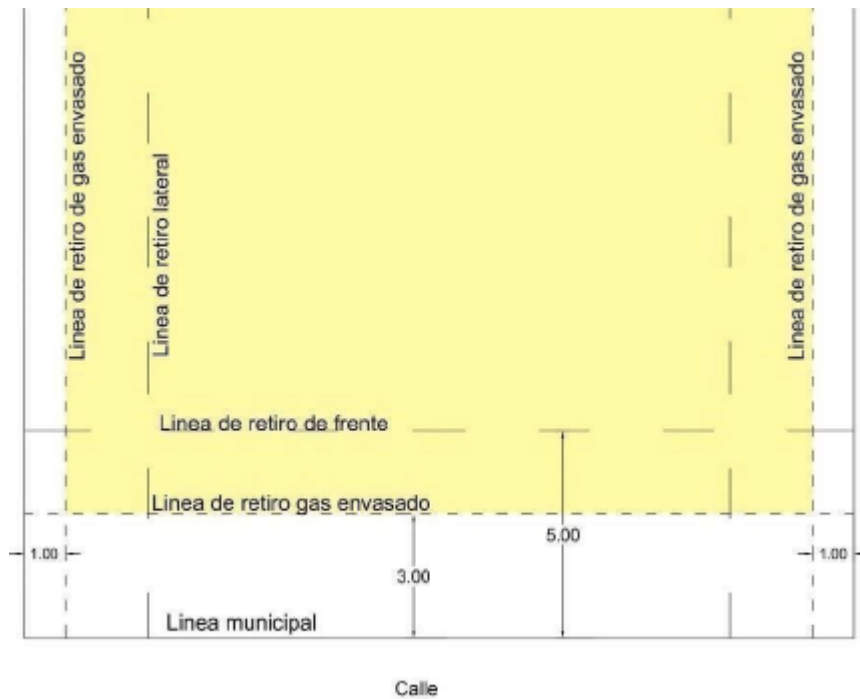 Linea de retiro de gas envasado
Linea de retiro lateral
Linea de retiro de gas envasado
Linea de retiro de frente
Linea de retiro gas envasado
5.00
1.00
1.00
3.00
Linea municipal
Calle